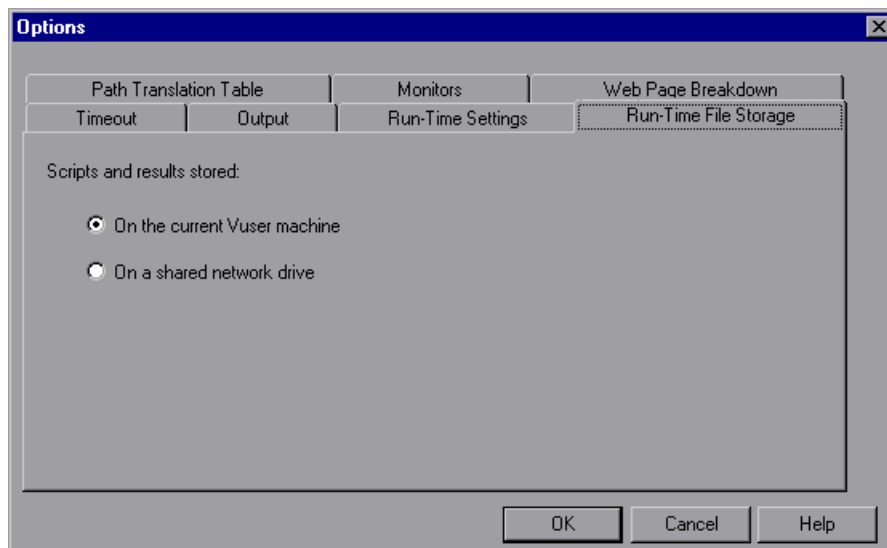 Options
Path Translation Table Monitors Web Page Breakdown
Timeout Output Run-Time Settings Run-Time File Storage
Scripts and results stored:
On the current Vuser machine
On a shared network drive
OK Cancel Help